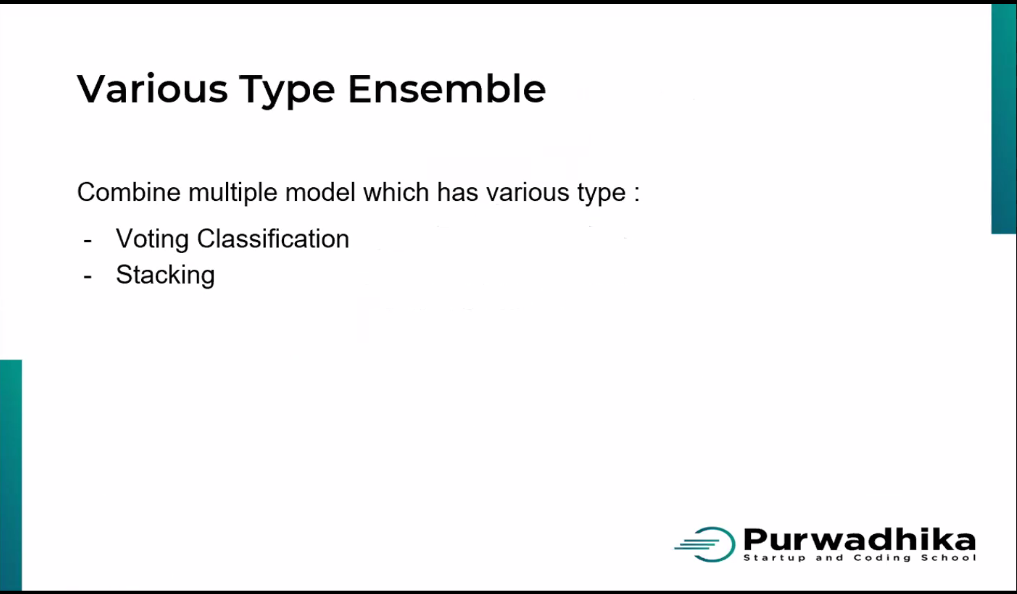 Various Type Ensemble
Combine multiple model which has various type :
- Voting Classification
- Stacking
Purwadhika
Startup and Coding School